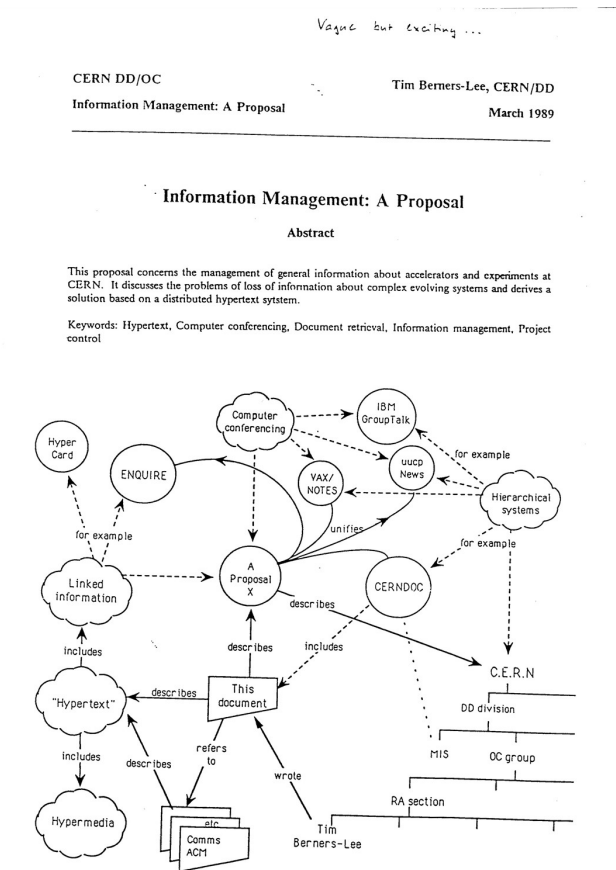 Vague but exciting ...
CERN DD/OC
Tim Berners-Lee, CERN/DD
Information Management: A Proposal
March 1989
Information Management: A Proposal
Abstract
This proposal concerns the management of general information about accelerators and experiments at
CERN. It discusses the problems of loss of information about complex evolving systems and derives a
solution based on a distributed hypertext sytstem.
Keywords: Hypertext, Computer conferencing, Document retrieval, Information management, Project
control
IBM
GroupTalk
Computer
conferencing
Hyper
Card
for example
uucp
News
ENQUIRE
VAX/
NOTES
Hierarchical
systems
unifies
for example
for example
A
Proposal
X
Linked
information
CERNDOC
describes
includes
describes
includes
C.E.R.N
This
document
describes
"Hypertext"
DD division
refers
to
includes
describes
MIS
OC group
wrote
RA section
Hypermedia
etc
Comms
ACM
Tim
Berners-Lee